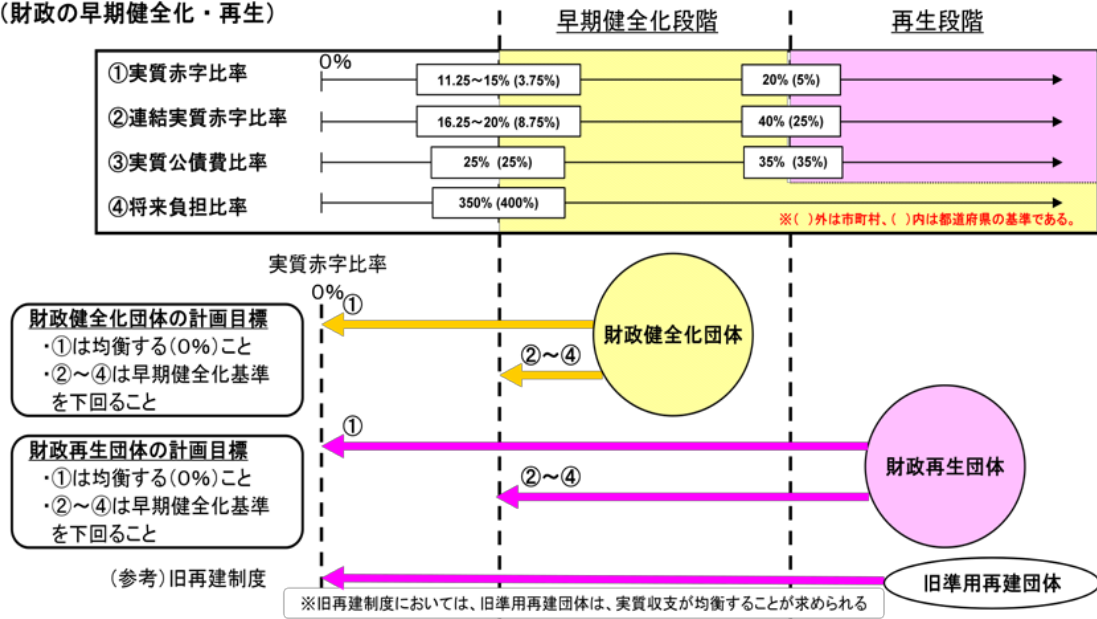 (財政の早期健全化・再生)
早期健全化段階
再生段階
0%
①実質赤字比率
11.25～15% (3.75%)
20% (5%)
②連結実質赤字比率
16.25～20% (8.75%)
40% (25%)
③実質公債費比率
25% (25%)
35% (35%)
④将来負担比率
350% (400%)
※( )外は市町村、( )内は都道府県の基準である。
実質赤字比率
0%
財政健全化団体の計画目標
・①は均衡する(0%)こと
・②～④は早期健全化基準
を下回ること
①
②～④
財政健全化団体
財政再生団体の計画目標
・①は均衡する(0%)こと
・②～④は早期健全化基準
を下回ること
①
②～④
財政再生団体
(参考)旧再建制度
旧準用再建団体
※旧再建制度においては、旧準用再建団体は、実質収支が均衡することが求められる